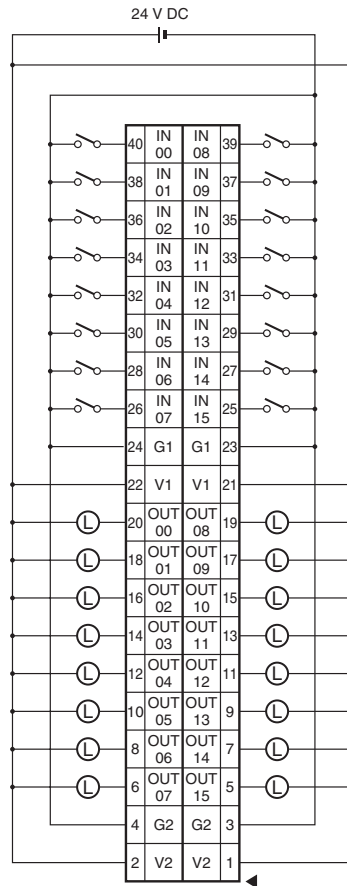 24 V DC
40 IN 00 IN 08 39
38 IN 01 IN 09 37
36 IN 02 IN 10 35
34 IN 03 IN 11 33
32 IN 04 IN 12 31
30 IN 05 IN 13 29
28 IN 06 IN 14 27
26 IN 07 IN 15 25
24 G1 G1 23
22 V1 V1 21
L 20 OUT 00 OUT 08 19 L
L 18 OUT 01 OUT 09 17 L
L 16 OUT 02 OUT 10 15 L
L 14 OUT 03 OUT 11 13 L
L 12 OUT 04 OUT 12 11 L
L 10 OUT 05 OUT 13 9 L
L 8 OUT 06 OUT 14 7 L
L 6 OUT 07 OUT 15 5 L
4 G2 G2 3
2 V2 V2 1